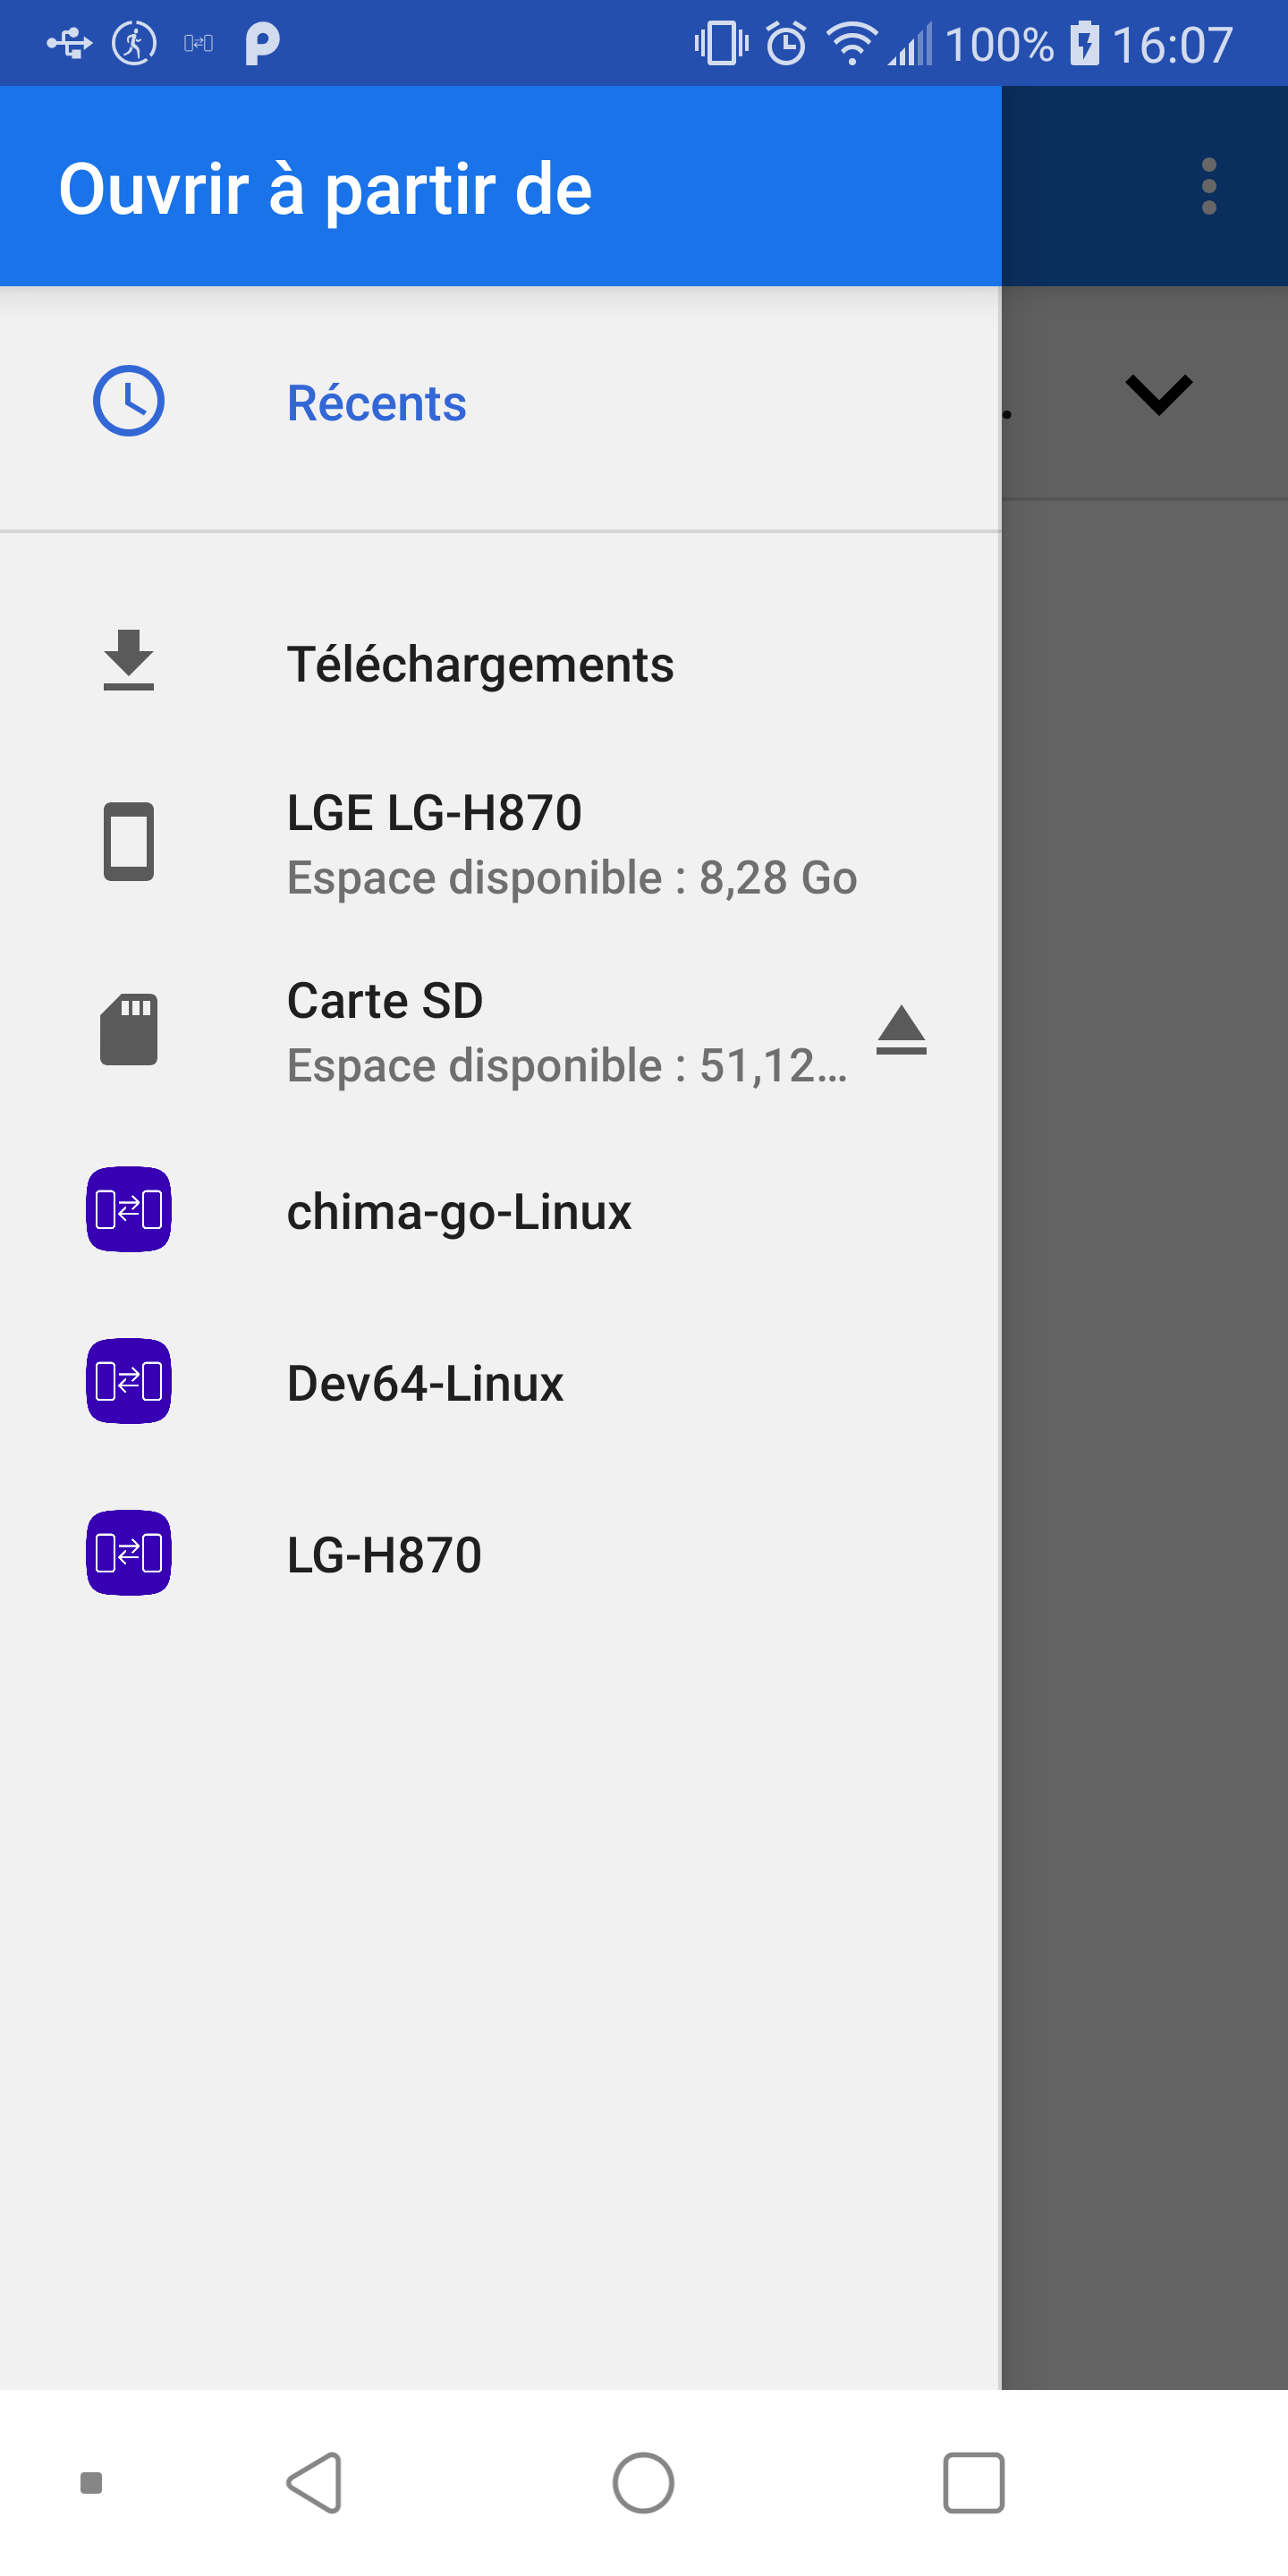 100% 16:07
Ouvrir à partir de
Récents
Téléchargements
LGE LG-H870
Espace disponible : 8,28 Go
Carte SD
Espace disponible : 51,12…
chima-go-Linux
Dev64-Linux
LG-H870